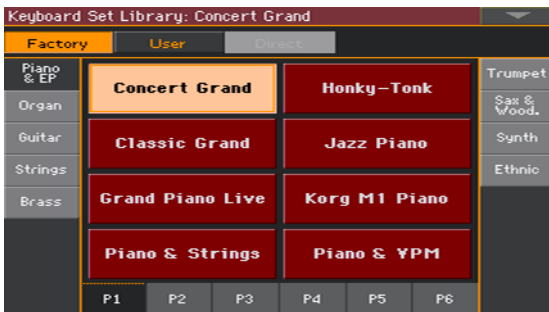 Keyboard Set Library: Concert Grand
Factory User Direct
Piano
& EP
Organ
Guitar
Strings
Brass
Concert Grand Honky-Tonk
Classic Grand Jazz Piano
Grand Piano Live Korg M1 Piano
Piano & Strings Piano & YPM
Trumpet
Sax &
Wood.
Synth
Ethnic
P1 P2 P3 P4 P5 P6